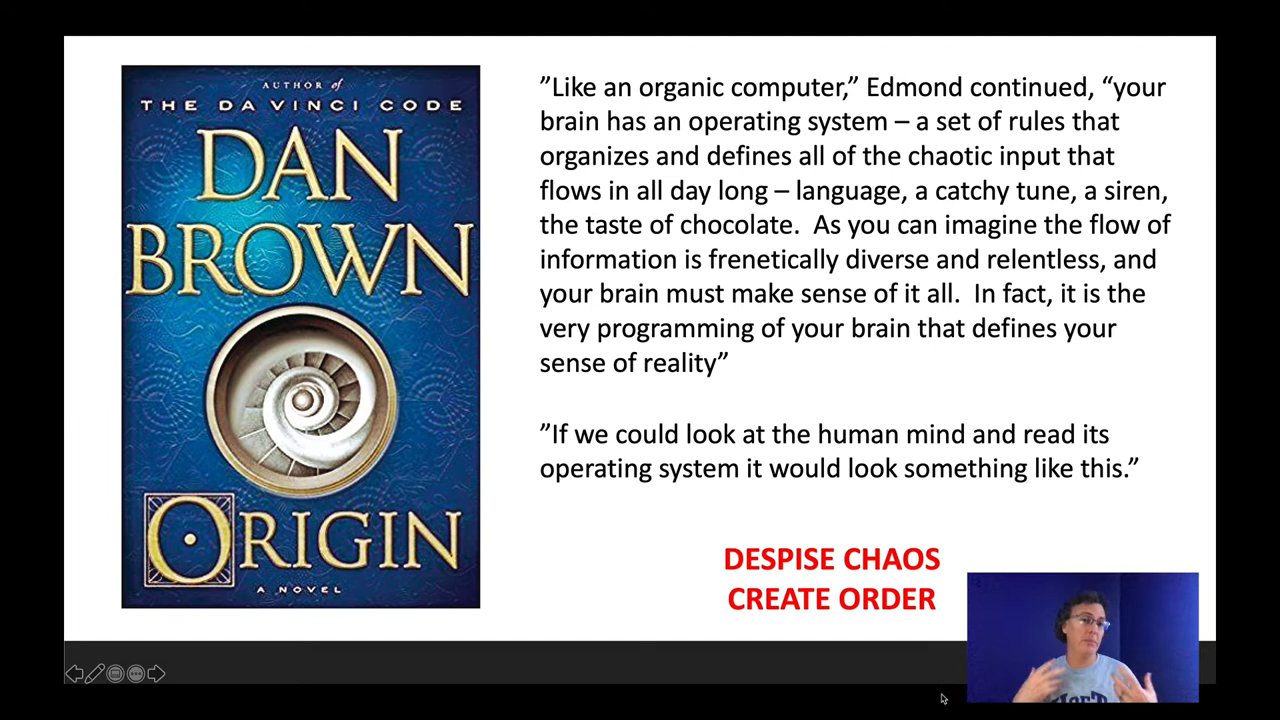 AUTHOR of
THE DA VINCI CODE
DAN
BROWN
ORIGIN
A NOVEL
”Like an organic computer,” Edmond continued, “your
brain has an operating system – a set of rules that
organizes and defines all of the chaotic input that
flows in all day long – language, a catchy tune, a siren,
the taste of chocolate.  As you can imagine the flow of
information is frenetically diverse and relentless, and
your brain must make sense of it all.  In fact, it is the
very programming of your brain that defines your
sense of reality”
”If we could look at the human mind and read its
operating system it would look something like this.”
DESPISE CHAOS
CREATE ORDER